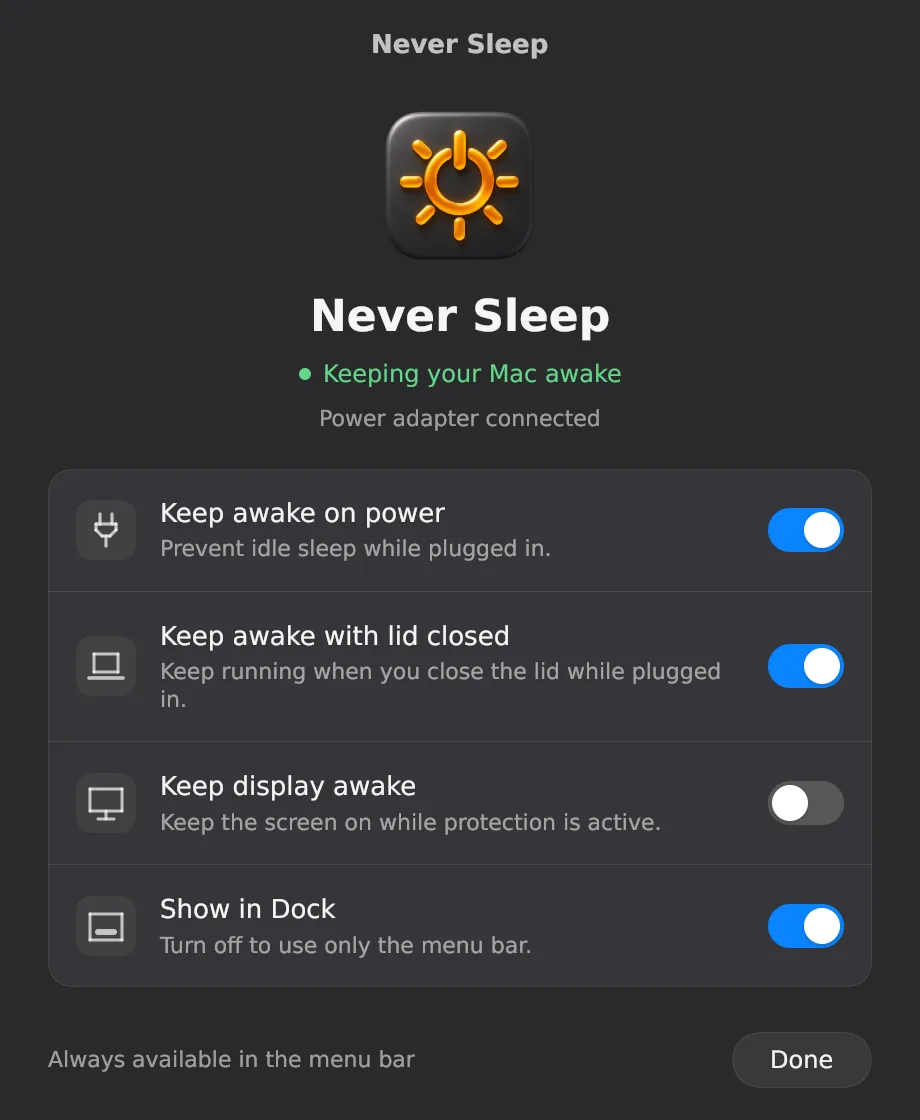 Never Sleep
Never Sleep
Keeping your Mac awake
Power adapter connected
Keep awake on power
Prevent idle sleep while plugged in.
Keep awake with lid closed
Keep running when you close the lid while plugged
in.
Keep display awake
Keep the screen on while protection is active.
Show in Dock
Turn off to use only the menu bar.
Always available in the menu bar
Done